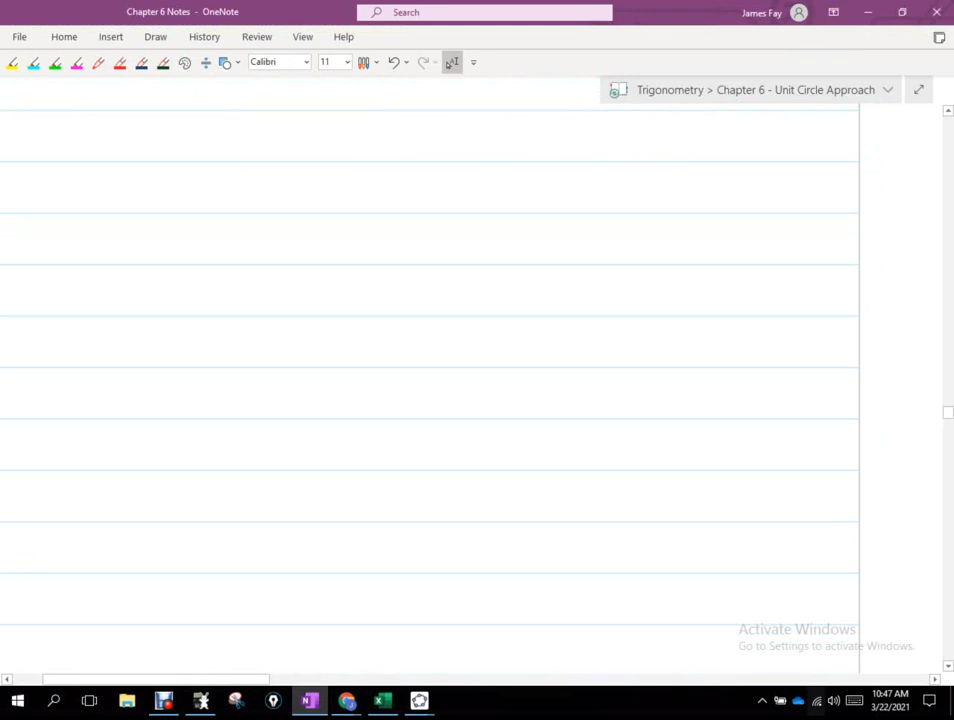 Chapter 6 Notes - OneNote
Search
James Fay
File Home Insert Draw History Review View Help
Calibri 11
Trigonometry > Chapter 6 - Unit Circle Approach
Activate Windows
Go to Settings to activate Windows.
10:47 AM
3/22/2021